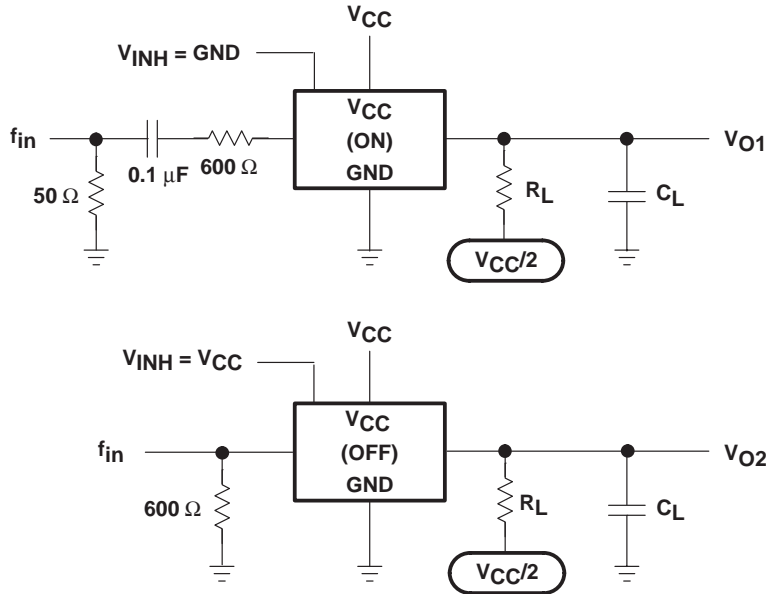 VCC
VINH = GND
VCC
(ON)
GND
fin
50 Ω
0.1 μF
600 Ω
RL
CL
VO1
VCC/2
VCC
VINH = VCC
VCC
(OFF)
GND
fin
600 Ω
RL
CL
VO2
VCC/2